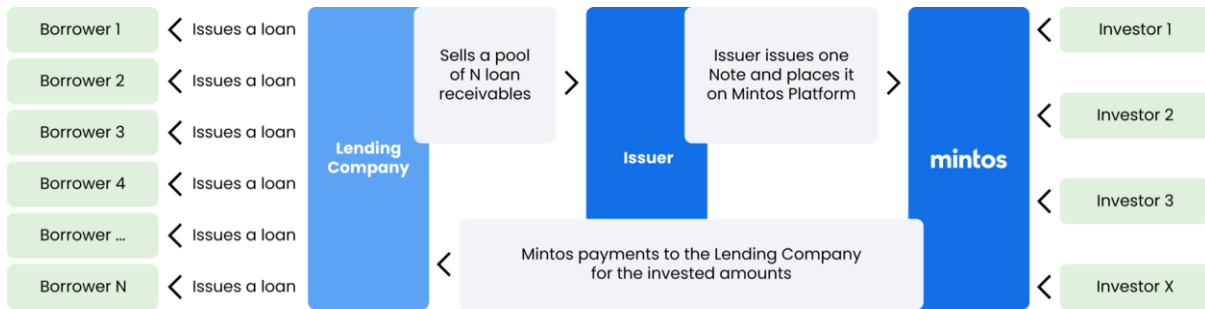 Borrower 1
Issues a loan
Borrower 2
Issues a loan
Borrower 3
Issues a loan
Borrower 4
Issues a loan
Borrower ...
Issues a loan
Borrower N
Issues a loan
Lending
Company
Sells a pool
of N loan
receivables
Issuer
Issuer issues one
Note and places it
on Mintos Platform
mintos
Mintos payments to the Lending Company
for the invested amounts
Investor 1
Investor 2
Investor 3
Investor X